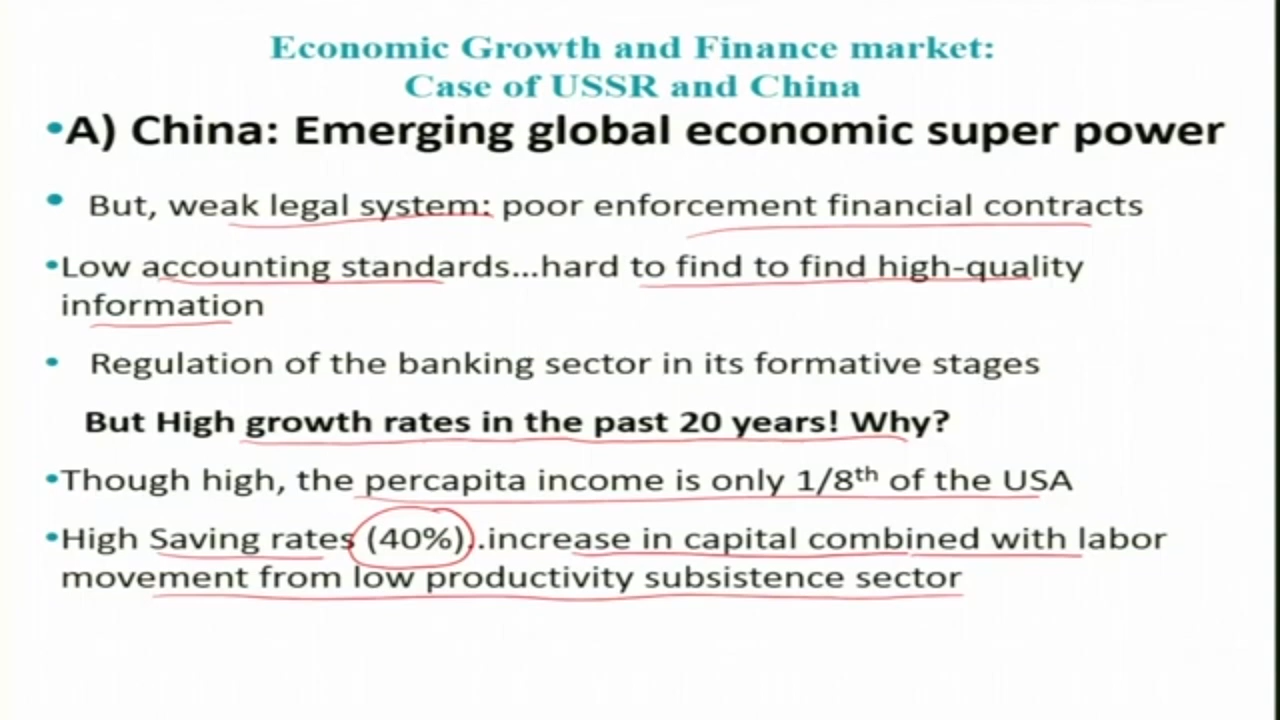 Economic Growth and Finance market:
Case of USSR and China
•A) China: Emerging global economic super power
• But, weak legal system: poor enforcement financial contracts
•Low accounting standards...hard to find to find high-quality
information
• Regulation of the banking sector in its formative stages
But High growth rates in the past 20 years! Why?
•Though high, the percapita income is only 1/8th of the USA
•High Saving rates (40%)..increase in capital combined with labor
movement from low productivity subsistence sector